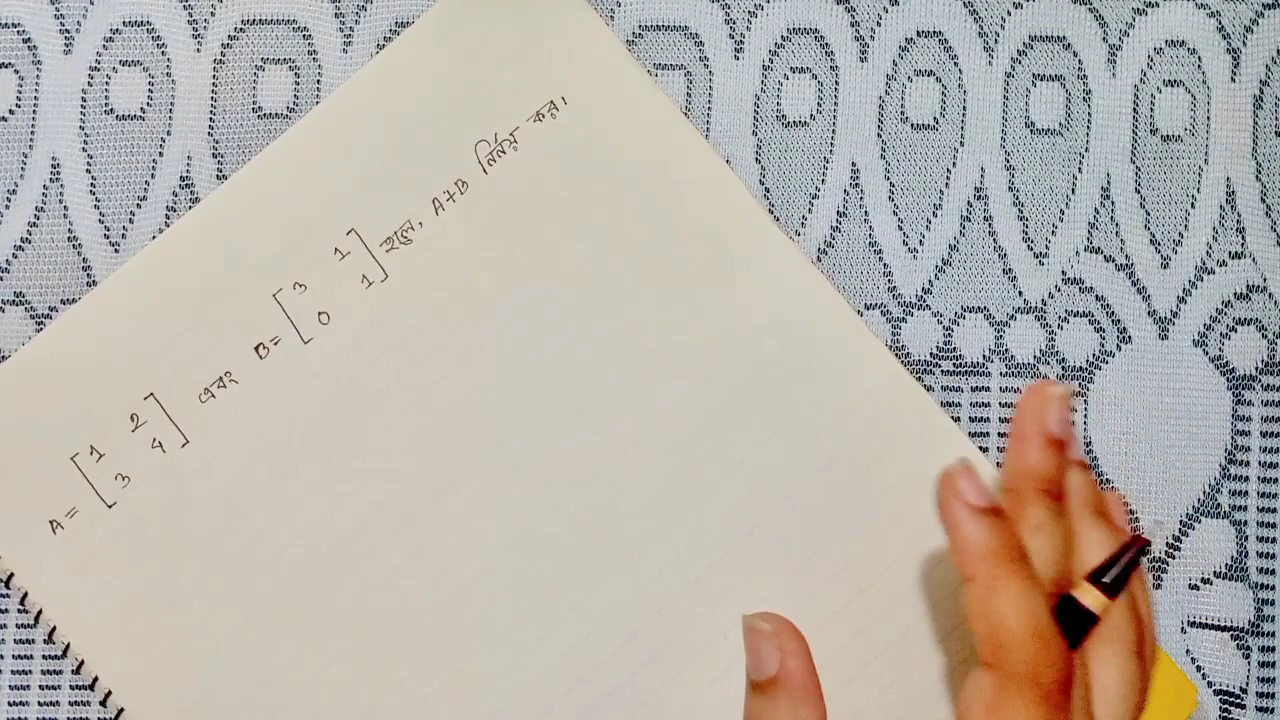 A = [1 2 3 4] এবং B = [3 1 0 1] হলে, A+B নির্ণয় কর।